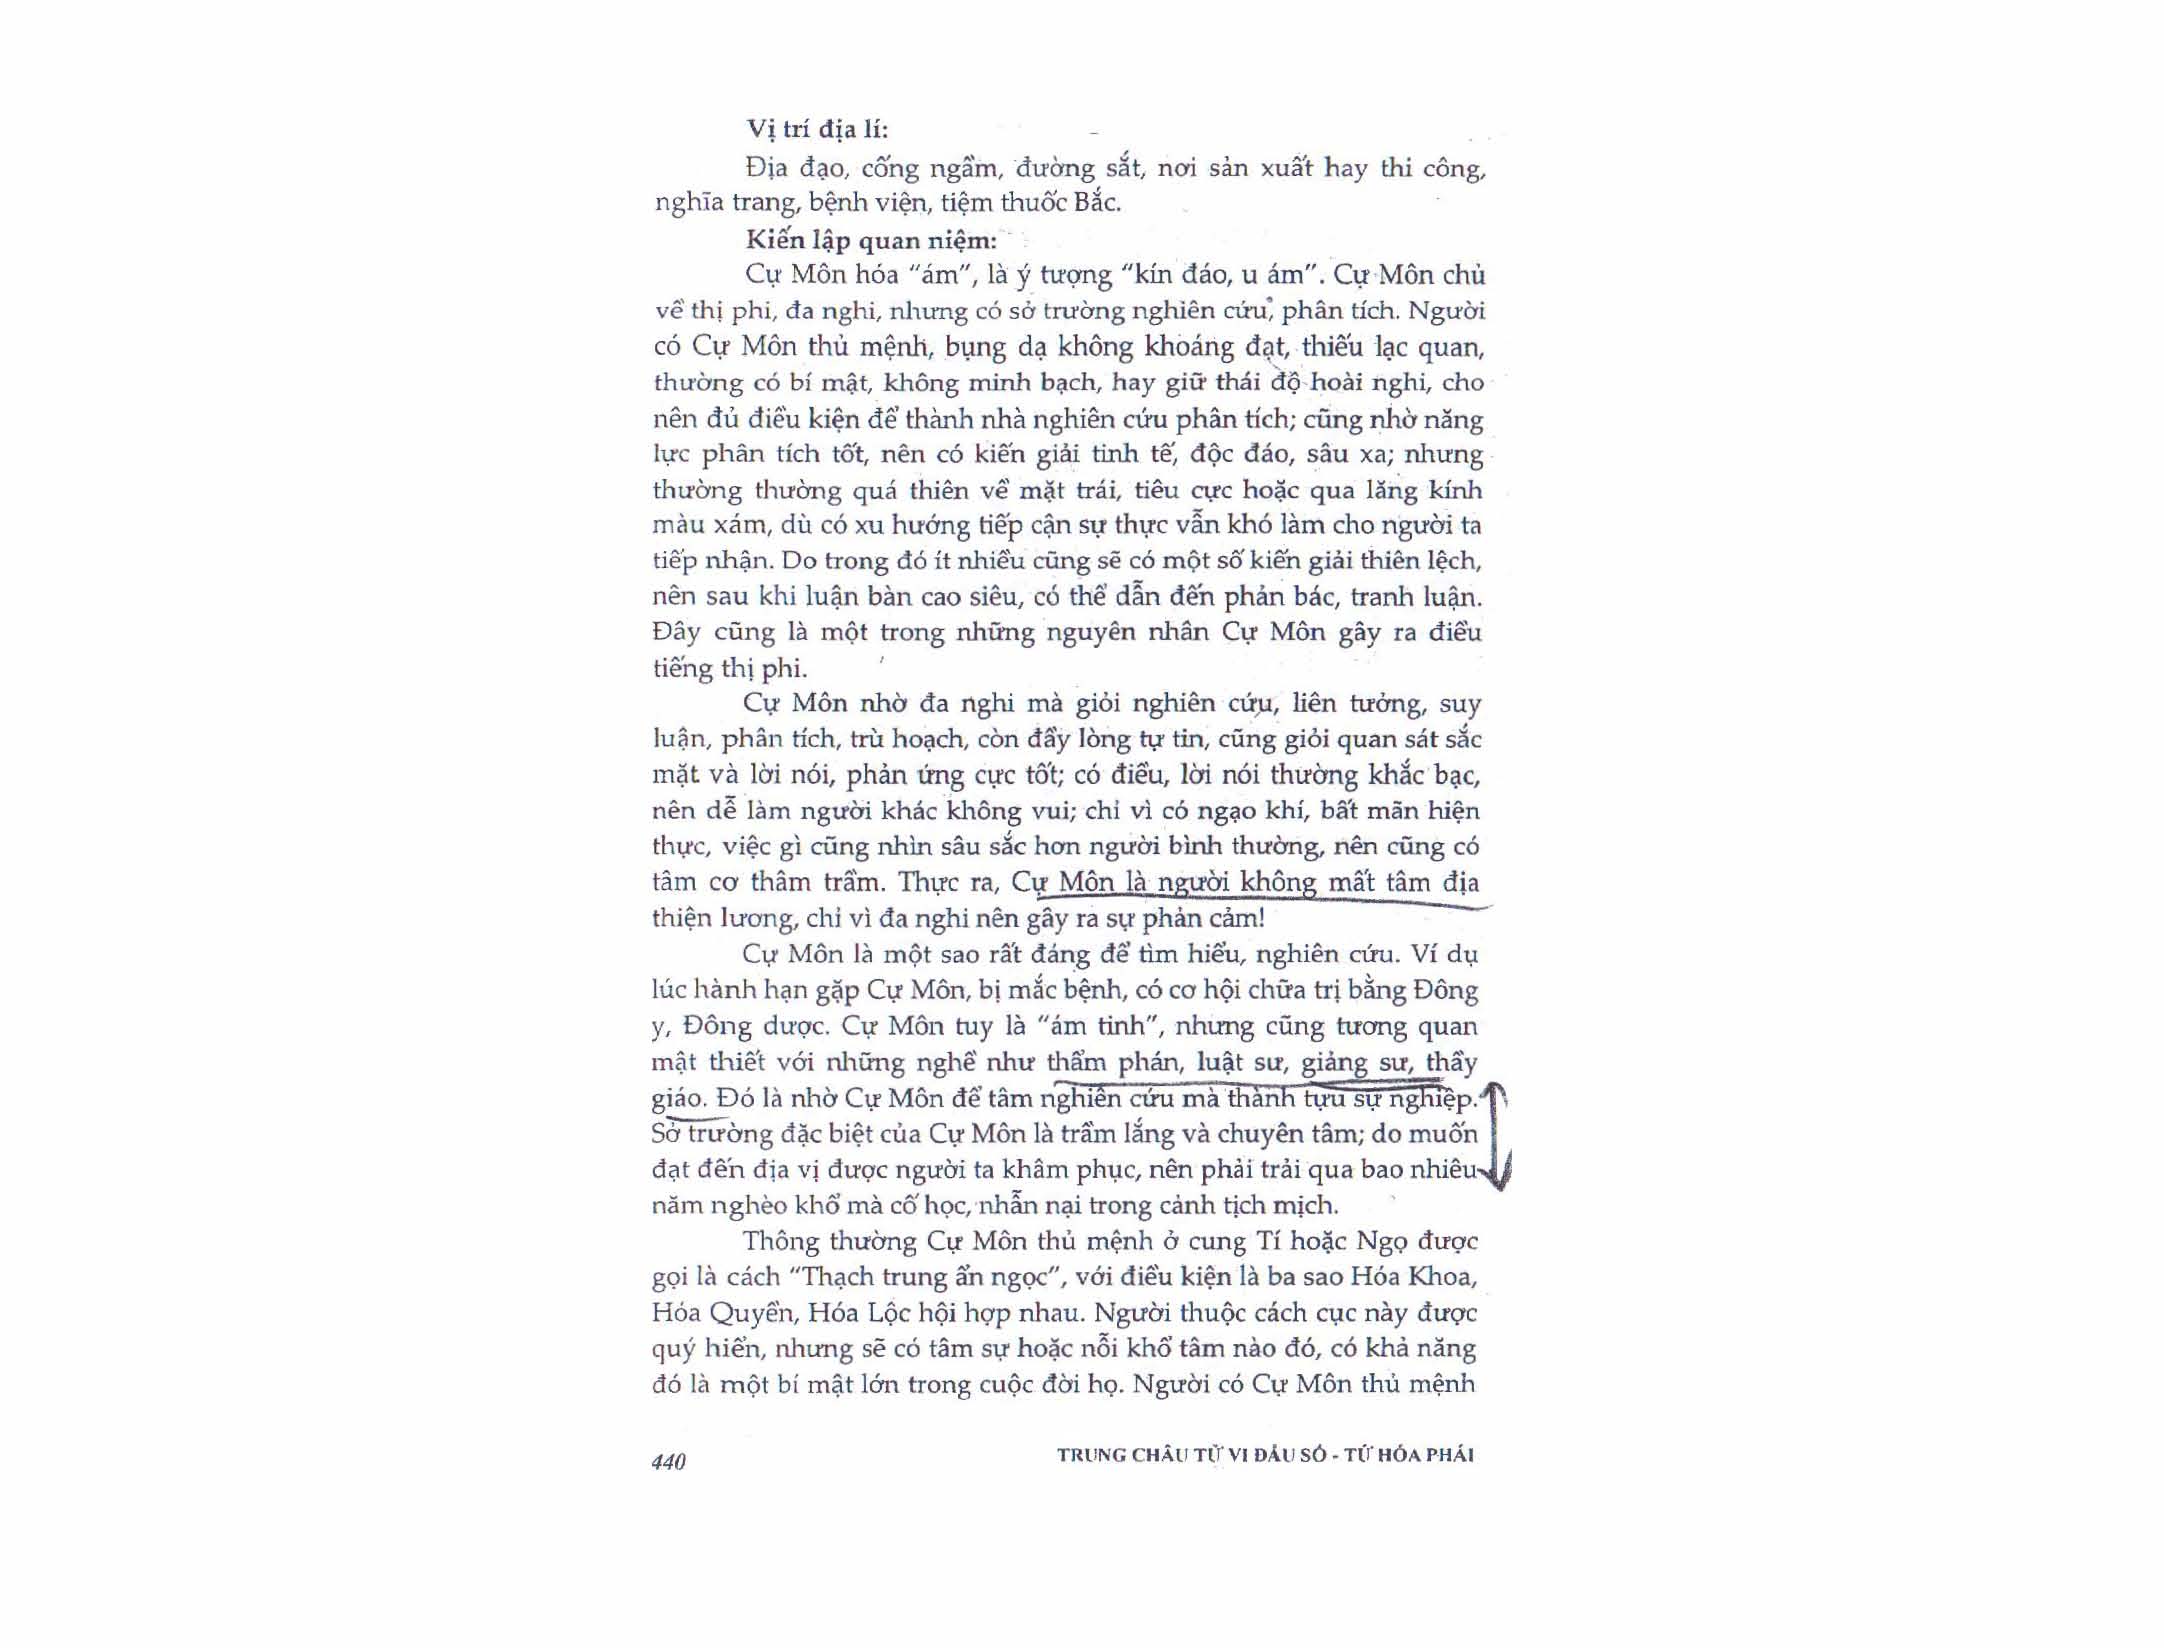 Vị trí địa lí:
Địa đạo, cống ngầm, đường sắt, nơi sản xuất hay thi công,
nghĩa trang, bệnh viện, tiệm thuốc Bắc.
Kiến lập quan niệm:
Cự Môn hóa "ám", là ý tượng "kín đáo, u ám". Cự Môn chủ
về thị phi, đa nghi, nhưng có sở trường nghiên cứu, phân tích. Người
có Cự Môn thủ mệnh, bụng dạ không khoáng đạt, thiếu lạc quan,
thường có bí mật, không minh bạch, hay giữ thái độ hoài nghi, cho
nên đủ điều kiện để thành nhà nghiên cứu phân tích; cũng nhờ năng
lực phân tích tốt, nên có kiến giải tinh tế, độc đáo, sâu xa; nhưng
thường thường quá thiên về mặt trái, tiêu cực hoặc qua lăng kính
màu xám, dù có xu hướng tiếp cận sự thực vẫn khó làm cho người ta
tiếp nhận. Do trong đó ít nhiều cũng sẽ có một số kiến giải thiên lệch,
nên sau khi luận bàn cao siêu, có thể dẫn đến phản bác, tranh luận.
Đây cũng là một trong những nguyên nhân Cự Môn gây ra điều
tiếng thị phi.
Cự Môn nhờ đa nghi mà giỏi nghiên cứu, liên tưởng, suy
luận, phân tích, trù hoạch, còn đầy lòng tự tin, cũng giỏi quan sát sắc
mặt và lời nói, phản ứng cực tốt; có điều, lời nói thường khắc bạc,
nên dễ làm người khác không vui; chỉ vì có ngạo khí, bất mãn hiện
thực, việc gì cũng nhìn sâu sắc hơn người bình thường, nên cũng có
tâm cơ thâm trầm. Thực ra, Cự Môn là người không mất tâm địa
thiện lương, chỉ vì đa nghi nên gây ra sự phản cảm!
Cự Môn là một sao rất đáng để tìm hiểu, nghiên cứu. Ví dụ
lúc hành hạn gặp Cự Môn, bị mắc bệnh, có cơ hội chữa trị bằng Đông
y, Đông dược. Cự Môn tuy là "ám tinh", nhưng cũng tương quan
mật thiết với những nghề như thẩm phán, luật sư, giảng sư, thầy
giáo. Đó là nhờ Cự Môn để tâm nghiên cứu mà thành tựu sự nghiệp.
Sở trường đặc biệt của Cự Môn là trầm lắng và chuyên tâm; do muốn
đạt đến địa vị được người ta khâm phục, nên phải trải qua bao nhiêu
năm nghèo khổ mà cố học, nhẫn nại trong cảnh tịch mịch.
Thông thường Cự Môn thủ mệnh ở cung Tí hoặc Ngọ được
gọi là cách "Thạch trung ẩn ngọc", với điều kiện là ba sao Hóa Khoa,
Hóa Quyền, Hóa Lộc hội hợp nhau. Người thuộc cách cục này được
quý hiển, nhưng sẽ có tâm sự hoặc nỗi khổ tâm nào đó, có khả năng
đó là một bí mật lớn trong cuộc đời họ. Người có Cự Môn thủ mệnh
440
TRUNG CHÂU TỬ VI ĐẨU SỐ - TỨ HÓA PHÁI